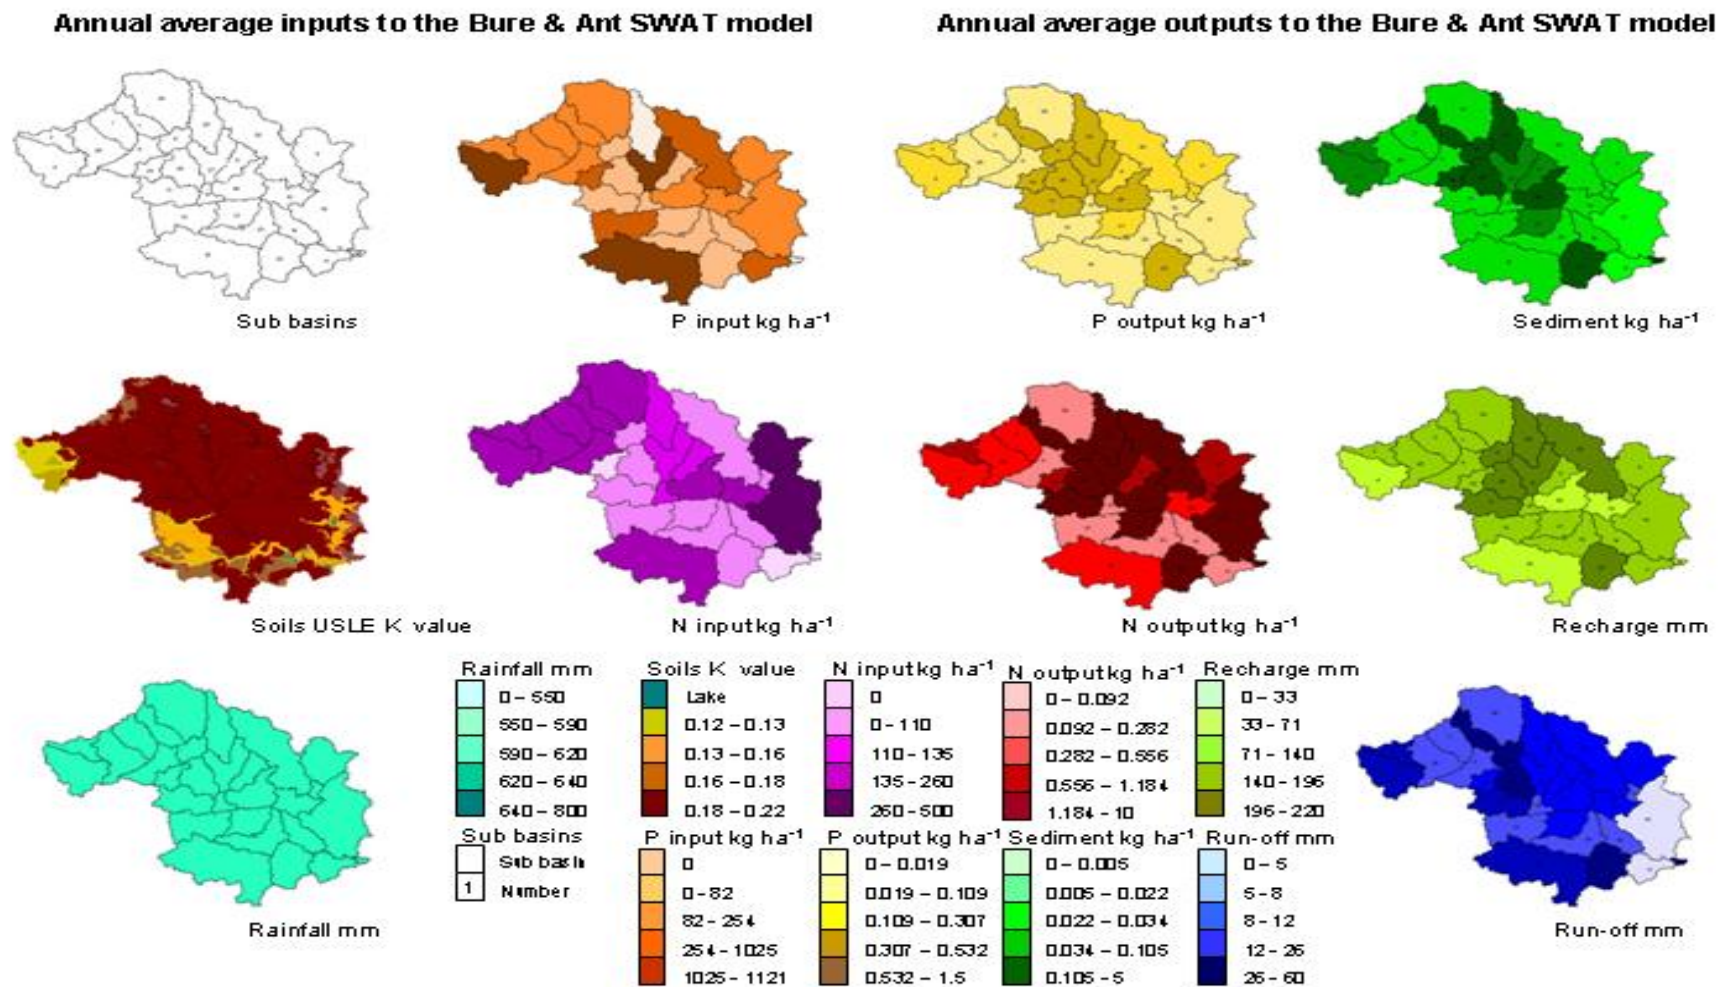 Annual average inputs to the Bure & Ant SWAT model
Annual average outputs to the Bure & Ant SWAT model
Sub basins
P input kg ha⁻¹
P output kg ha⁻¹
Sediment kg ha⁻¹
Soils USLE K value
N input kg ha⁻¹
N output kg ha⁻¹
Recharge mm
Rainfall mm
Run-off mm
Rainfall mm
0 – 550
550 – 590
590 – 620
620 – 640
640 – 800
Sub basins
Sub basin
1 Number
Soils K value
Lake
0.12 – 0.13
0.13 – 0.16
0.16 – 0.18
0.18 – 0.22
P input kg ha⁻¹
0
0 – 82
82 – 254
254 – 1025
1025 – 1121
N input kg ha⁻¹
0
0 – 110
110 – 135
135 – 260
260 – 500
P output kg ha⁻¹
0 – 0.019
0.019 – 0.109
0.109 – 0.307
0.307 – 0.532
0.532 – 1.5
N output kg ha⁻¹
0 – 0.092
0.092 – 0.282
0.282 – 0.556
0.556 – 1.184
1.184 – 10
Sediment kg ha⁻¹
0 – 0.005
0.005 – 0.022
0.022 – 0.034
0.034 – 0.105
0.105 – 5
Recharge mm
0 – 33
33 – 71
71 – 140
140 – 196
196 – 220
Run-off mm
0 – 5
5 – 8
8 – 12
12 – 26
26 – 60